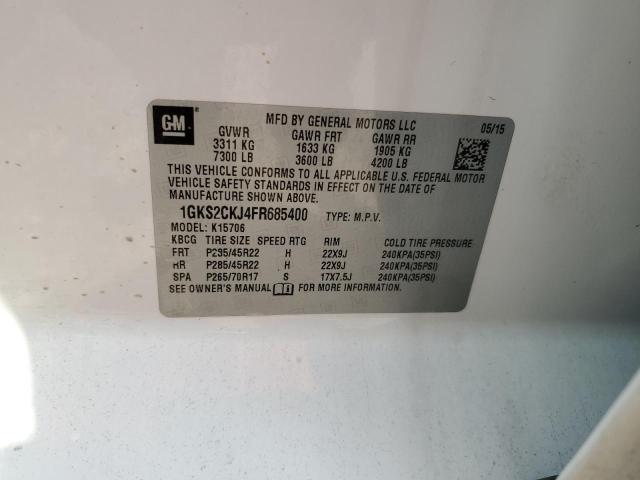 GM
MFD BY GENERAL MOTORS LLC 05/15
GVWR GAWR FRT GAWR RR
3311 KG 1633 KG 1905 KG
7300 LB 3600 LB 4200 LB
THIS VEHICLE CONFORMS TO ALL APPLICABLE U.S. FEDERAL MOTOR
VEHICLE SAFETY STANDARDS IN EFFECT ON THE DATE OF
MANUFACTURE SHOWN ABOVE.
1GKS2CKJ4FR685400 TYPE: M.P.V.
MODEL: K15706
KBCG TIRE SIZE SPEED RTG RIM COLD TIRE PRESSURE
FRT P285/45R22 H 22X9J 240KPA(35PSI)
RR P285/45R22 H 22X9J 240KPA(35PSI)
SPA P265/70R17 S 17X7.5J 240KPA(35PSI)
SEE OWNER'S MANUAL FOR MORE INFORMATION.